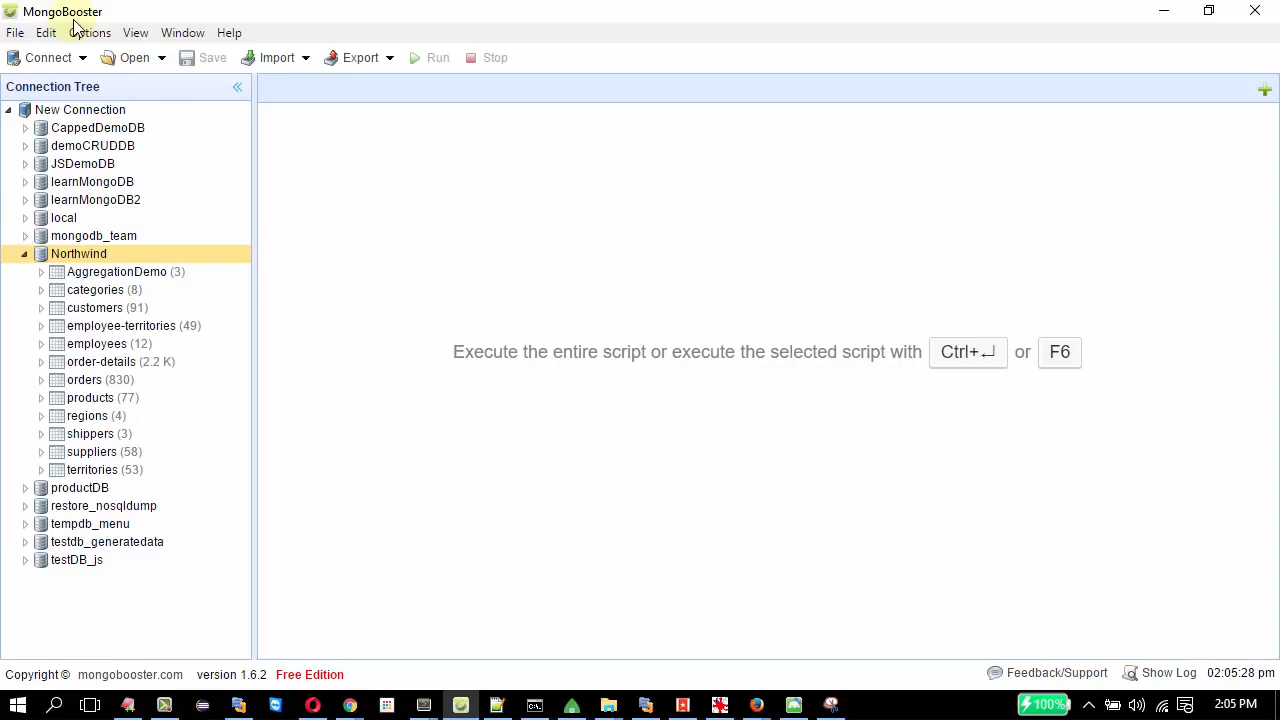 MongoBooster
File Edit Options View Window Help
Connect Open Save Import Export Run Stop
Connection Tree
New Connection
CappedDemoDB
demoCRUDDB
JSDemoDB
learnMongoDB
learnMongoDB2
local
mongodb_team
Northwind
AggregationDemo (3)
categories (8)
customers (91)
employee-territories (49)
employees (12)
order-details (2.2 K)
orders (830)
products (77)
regions (4)
shippers (3)
suppliers (58)
territories (53)
productDB
restore_nosqldump
tempdb_menu
testdb_generatedata
testDB_js
Execute the entire script or execute the selected script with Ctrl+↵ or F6
Copyright © mongobooster.com version 1.6.2 Free Edition Feedback/Support Show Log 02:05:28 pm
100% 2:05 PM